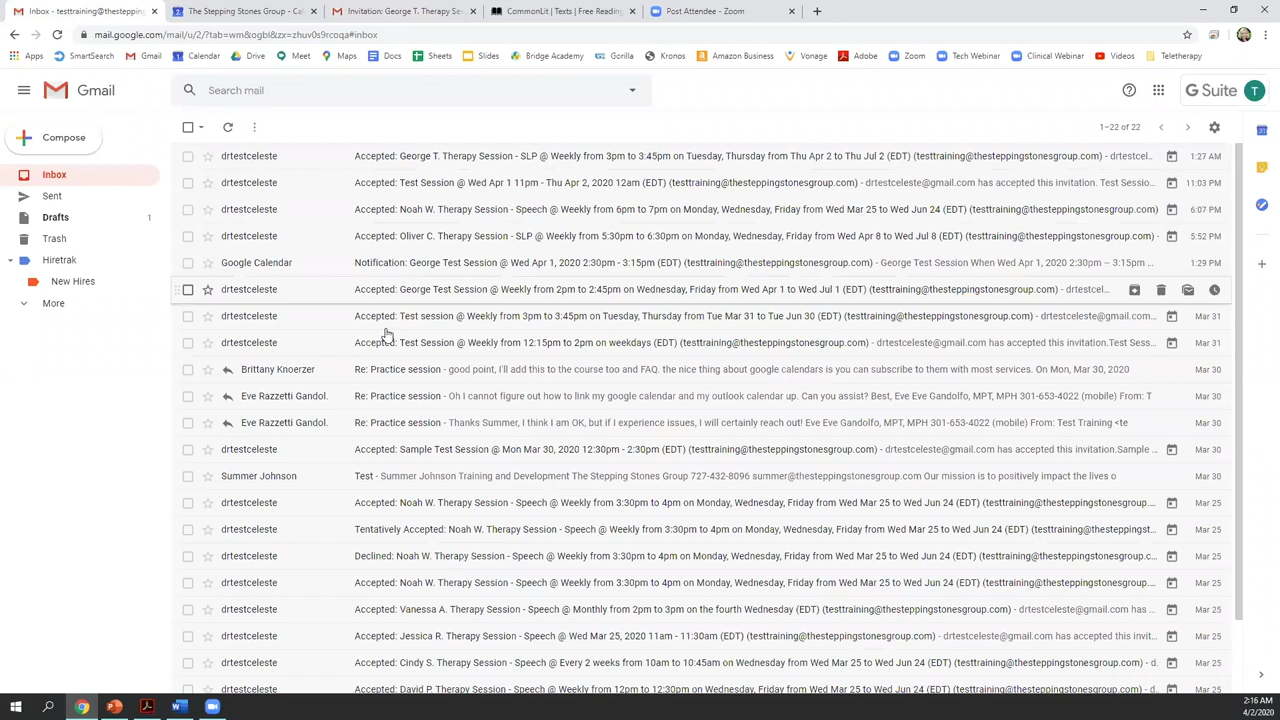 Inbox - testtraining@thestepping
The Stepping Stones Group - Cal
Invitation: George T. Therapy Se
CommonLit | Texts | Free Reading
Post Attendee - Zoom
mail.google.com/mail/u/2/?tab=wm&ogbl&zx=zhuv0s9rcoqa#inbox
Apps SmartSearch Gmail Calendar Drive Meet Maps Docs Sheets Slides Bridge Academy Gorilla Kronos Amazon Business Vonage Adobe Zoom Tech Webinar Clinical Webinar Videos Teletherapy
Gmail
Search mail
G Suite T
Compose
1–22 of 22
Inbox
Sent
Drafts 1
Trash
Hiretrak
New Hires
More
drtestceleste Accepted: George T. Therapy Session - SLP @ Weekly from 3pm to 3:45pm on Tuesday, Thursday from Thu Apr 2 to Thu Jul 2 (EDT) (testtraining@thesteppingstonesgroup.com) - drtestcel... 1:27 AM
drtestceleste Accepted: Test Session @ Wed Apr 1 11pm - Thu Apr 2, 2020 12am (EDT) (testtraining@thesteppingstonesgroup.com) - drtestceleste@gmail.com has accepted this invitation. Test Sessio... 11:03 PM
drtestceleste Accepted: Noah W. Therapy Session - Speech @ Weekly from 6pm to 7pm on Monday, Wednesday, Friday from Wed Mar 25 to Wed Jun 24 (EDT) (testtraining@thesteppingstonesgroup.com) 6:07 PM
drtestceleste Accepted: Oliver C. Therapy Session - SLP @ Weekly from 5:30pm to 6:30pm on Monday, Wednesday, Friday from Wed Apr 8 to Wed Jul 8 (EDT) (testtraining@thesteppingstonesgroup.com) - 5:52 PM
Google Calendar Notification: George Test Session @ Wed Apr 1, 2020 2:30pm - 3:15pm (EDT) (testtraining@thesteppingstonesgroup.com) - George Test Session When Wed Apr 1, 2020 2:30pm – 3:15pm ... 1:29 PM
drtestceleste Accepted: George Test Session @ Weekly from 2pm to 2:45pm on Wednesday, Friday from Wed Apr 1 to Wed Jul 1 (EDT) (testtraining@thesteppingstonesgroup.com) - drtestcel...
drtestceleste Accepted: Test session @ Weekly from 3pm to 3:45pm on Tuesday, Thursday from Tue Mar 31 to Tue Jun 30 (EDT) (testtraining@thesteppingstonesgroup.com) - drtestceleste@gmail.com... Mar 31
drtestceleste Accepted: Test Session @ Weekly from 12:15pm to 2pm on weekdays (EDT) (testtraining@thesteppingstonesgroup.com) - drtestceleste@gmail.com has accepted this invitation.Test Sess... Mar 31
Brittany Knoerzer Re: Practice session - good point, I'll add this to the course too and FAQ. the nice thing about google calendars is you can subscribe to them with most services. On Mon, Mar 30, 2020 Mar 30
Eve Razzetti Gandol. Re: Practice session - Oh I cannot figure out how to link my google calendar and my outlook calendar up. Can you assist? Best, Eve Eve Gandolfo, MPT, MPH 301-653-4022 (mobile) From: T Mar 30
Eve Razzetti Gandol. Re: Practice session - Thanks Summer, I think I am OK, but if I experience issues, I will certainly reach out! Eve Eve Gandolfo, MPT, MPH 301-653-4022 (mobile) From: Test Training <te Mar 30
drtestceleste Accepted: Sample Test Session @ Mon Mar 30, 2020 12:30pm - 2:30pm (EDT) (testtraining@thesteppingstonesgroup.com) - drtestceleste@gmail.com has accepted this invitation.Sample ... Mar 30
Summer Johnson Test - Summer Johnson Training and Development The Stepping Stones Group 727-432-8096 summer@thesteppingstonesgroup.com Our mission is to positively impact the lives o Mar 30
drtestceleste Accepted: Noah W. Therapy Session - Speech @ Weekly from 3:30pm to 4pm on Monday, Wednesday, Friday from Wed Mar 25 to Wed Jun 24 (EDT) (testtraining@thesteppingstonesgroup.c... Mar 25
drtestceleste Tentatively Accepted: Noah W. Therapy Session - Speech @ Weekly from 3:30pm to 4pm on Monday, Wednesday, Friday from Wed Mar 25 to Wed Jun 24 (EDT) (testtraining@thesteppingst... Mar 25
drtestceleste Declined: Noah W. Therapy Session - Speech @ Weekly from 3:30pm to 4pm on Monday, Wednesday, Friday from Wed Mar 25 to Wed Jun 24 (EDT) (testtraining@thesteppingstonesgroup.c... Mar 25
drtestceleste Accepted: Noah W. Therapy Session - Speech @ Weekly from 3:30pm to 4pm on Monday, Wednesday, Friday from Wed Mar 25 to Wed Jun 24 (EDT) (testtraining@thesteppingstonesgroup.... Mar 25
drtestceleste Accepted: Vanessa A. Therapy Session - Speech @ Monthly from 2pm to 3pm on the fourth Wednesday (EDT) (testtraining@thesteppingstonesgroup.com) - drtestceleste@gmail.com has ... Mar 25
drtestceleste Accepted: Jessica R. Therapy Session - Speech @ Wed Mar 25, 2020 11am - 11:30am (EDT) (testtraining@thesteppingstonesgroup.com) - drtestceleste@gmail.com has accepted this invit... Mar 25
drtestceleste Accepted: Cindy S. Therapy Session - Speech @ Every 2 weeks from 10am to 10:45am on Wednesday from Wed Mar 25 to Wed Jun 24 (EDT) (testtraining@thesteppingstonesgroup.com) - d. Mar 25
drtestceleste Accepted: David P. Therapy Session - Speech @ Weekly from 12pm to 12:30pm on Wednesday, Friday from Wed Mar 25 to Wed Jun 24 (EDT) (testtraining@thesteppingstonesgroup.com) - Mar 25
2:16 AM
4/2/2020